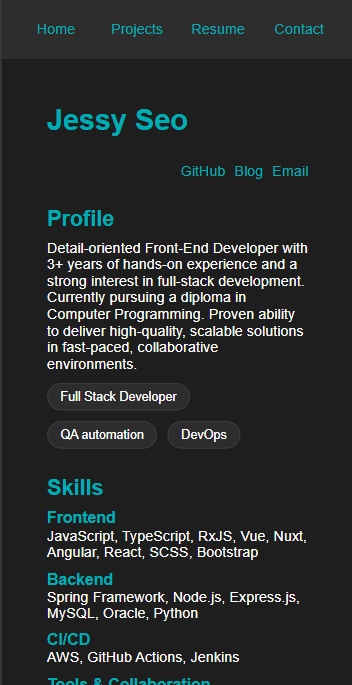 Home Projects Resume Contact
Jessy Seo
GitHub Blog Email
Profile
Detail-oriented Front-End Developer with
3+ years of hands-on experience and a
strong interest in full-stack development.
Currently pursuing a diploma in
Computer Programming. Proven ability
to deliver high-quality, scalable solutions
in fast-paced, collaborative
environments.
Full Stack Developer
QA automation DevOps
Skills
Frontend
JavaScript, TypeScript, RxJS, Vue, Nuxt,
Angular, React, SCSS, Bootstrap
Backend
Spring Framework, Node.js, Express.js,
MySQL, Oracle, Python
CI/CD
AWS, GitHub Actions, Jenkins
Tools & Collaboration